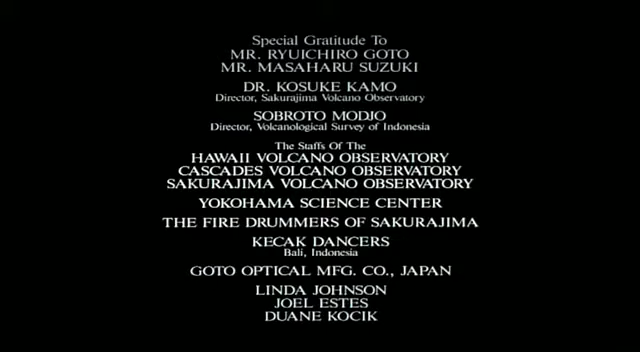 Special Gratitude To
MR. RYUICHIRO GOTO
MR. MASAHARU SUZUKI
DR. KOSUKE KAMO
Director, Sakurajima Volcano Observatory
SOBROTO MODJO
Director, Volcanological Survey of Indonesia
The Staffs Of The
HAWAII VOLCANO OBSERVATORY
CASCADES VOLCANO OBSERVATORY
SAKURAJIMA VOLCANO OBSERVATORY
YOKOHAMA SCIENCE CENTER
THE FIRE DRUMMERS OF SAKURAJIMA
KECAK DANCERS
Bali, Indonesia
GOTO OPTICAL MFG. CO., JAPAN
LINDA JOHNSON
JOEL ESTES
DUANE KOCIK